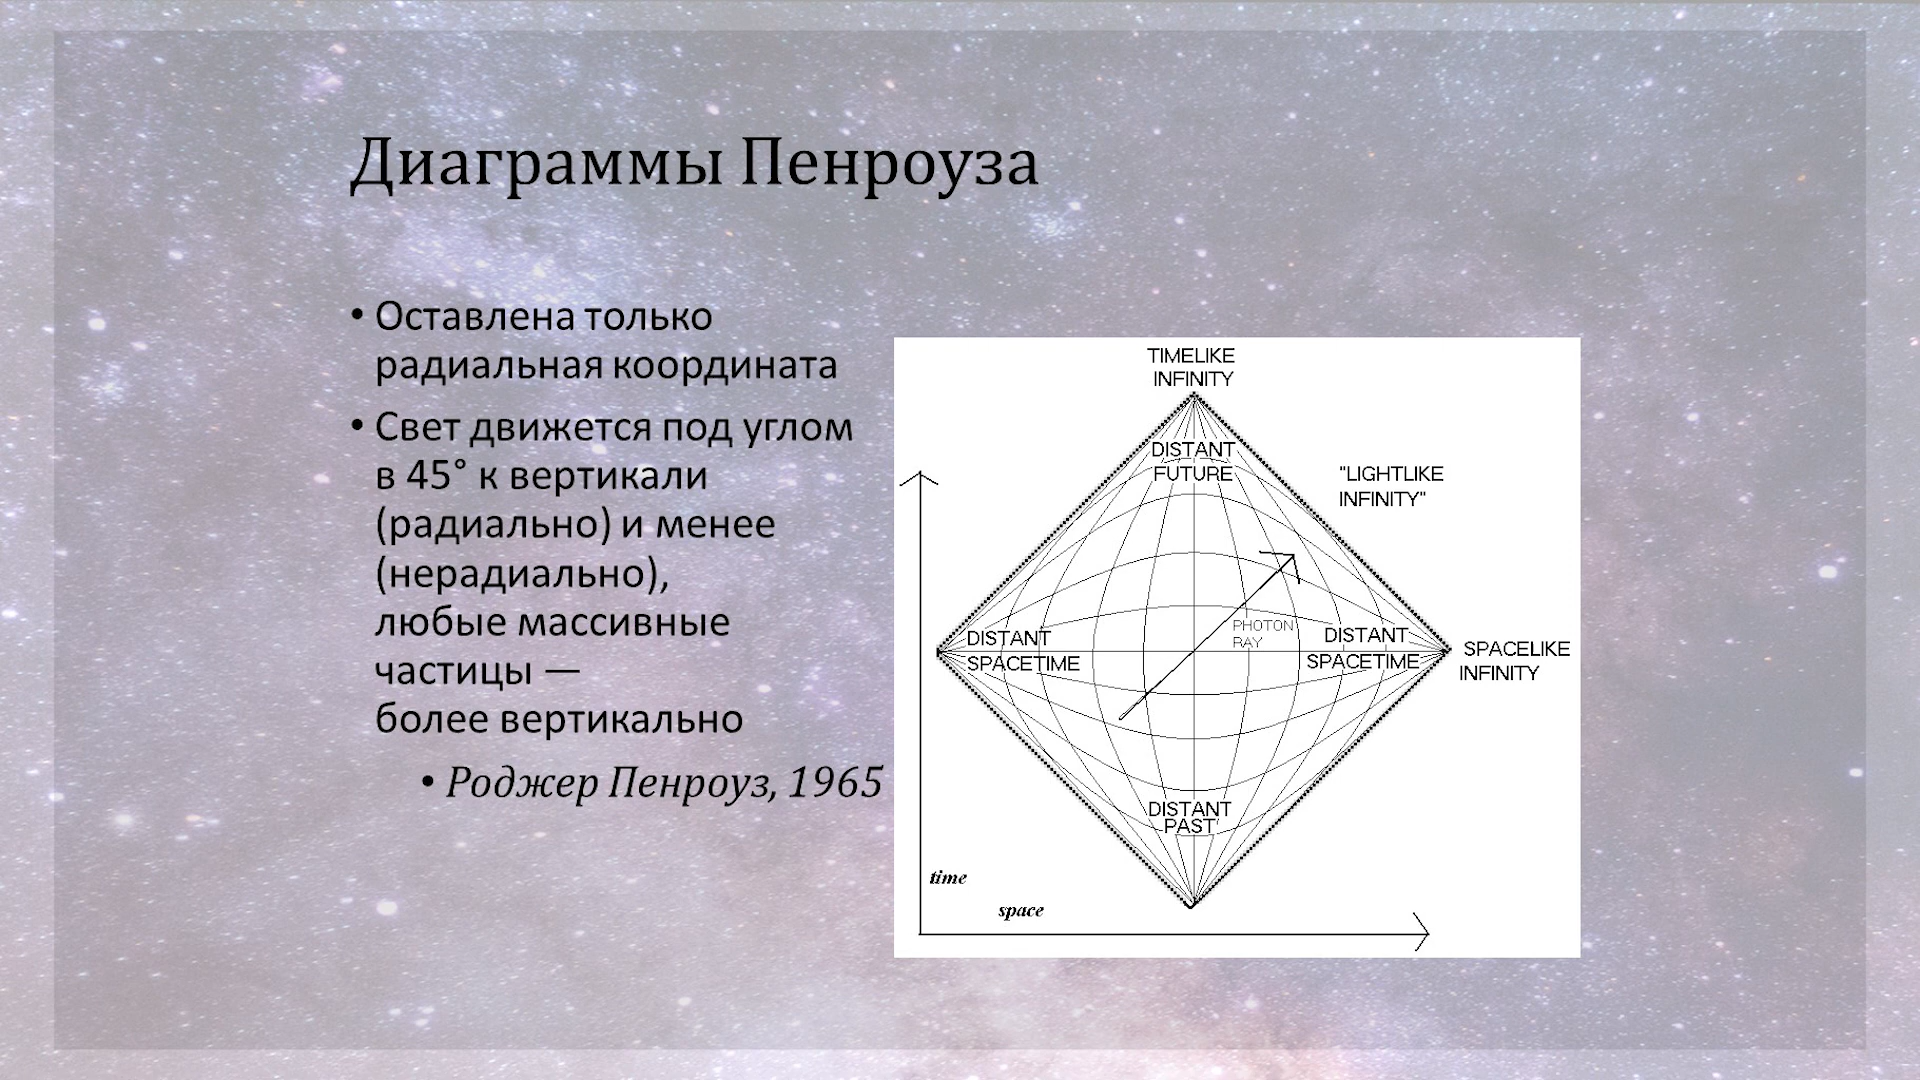 Диаграммы Пенроуза
• Оставлена только
радиальная координата
• Свет движется под углом
в 45° к вертикали
(радиально) и менее
(нерадиально),
любые массивные
частицы —
более вертикально
• Роджер Пенроуз, 1965
TIMELIKE
INFINITY
DISTANT
FUTURE
"LIGHTLIKE
INFINITY"
PHOTON
RAY
DISTANT
SPACETIME
DISTANT
SPACETIME
SPACELIKE
INFINITY
DISTANT
PAST
time
space